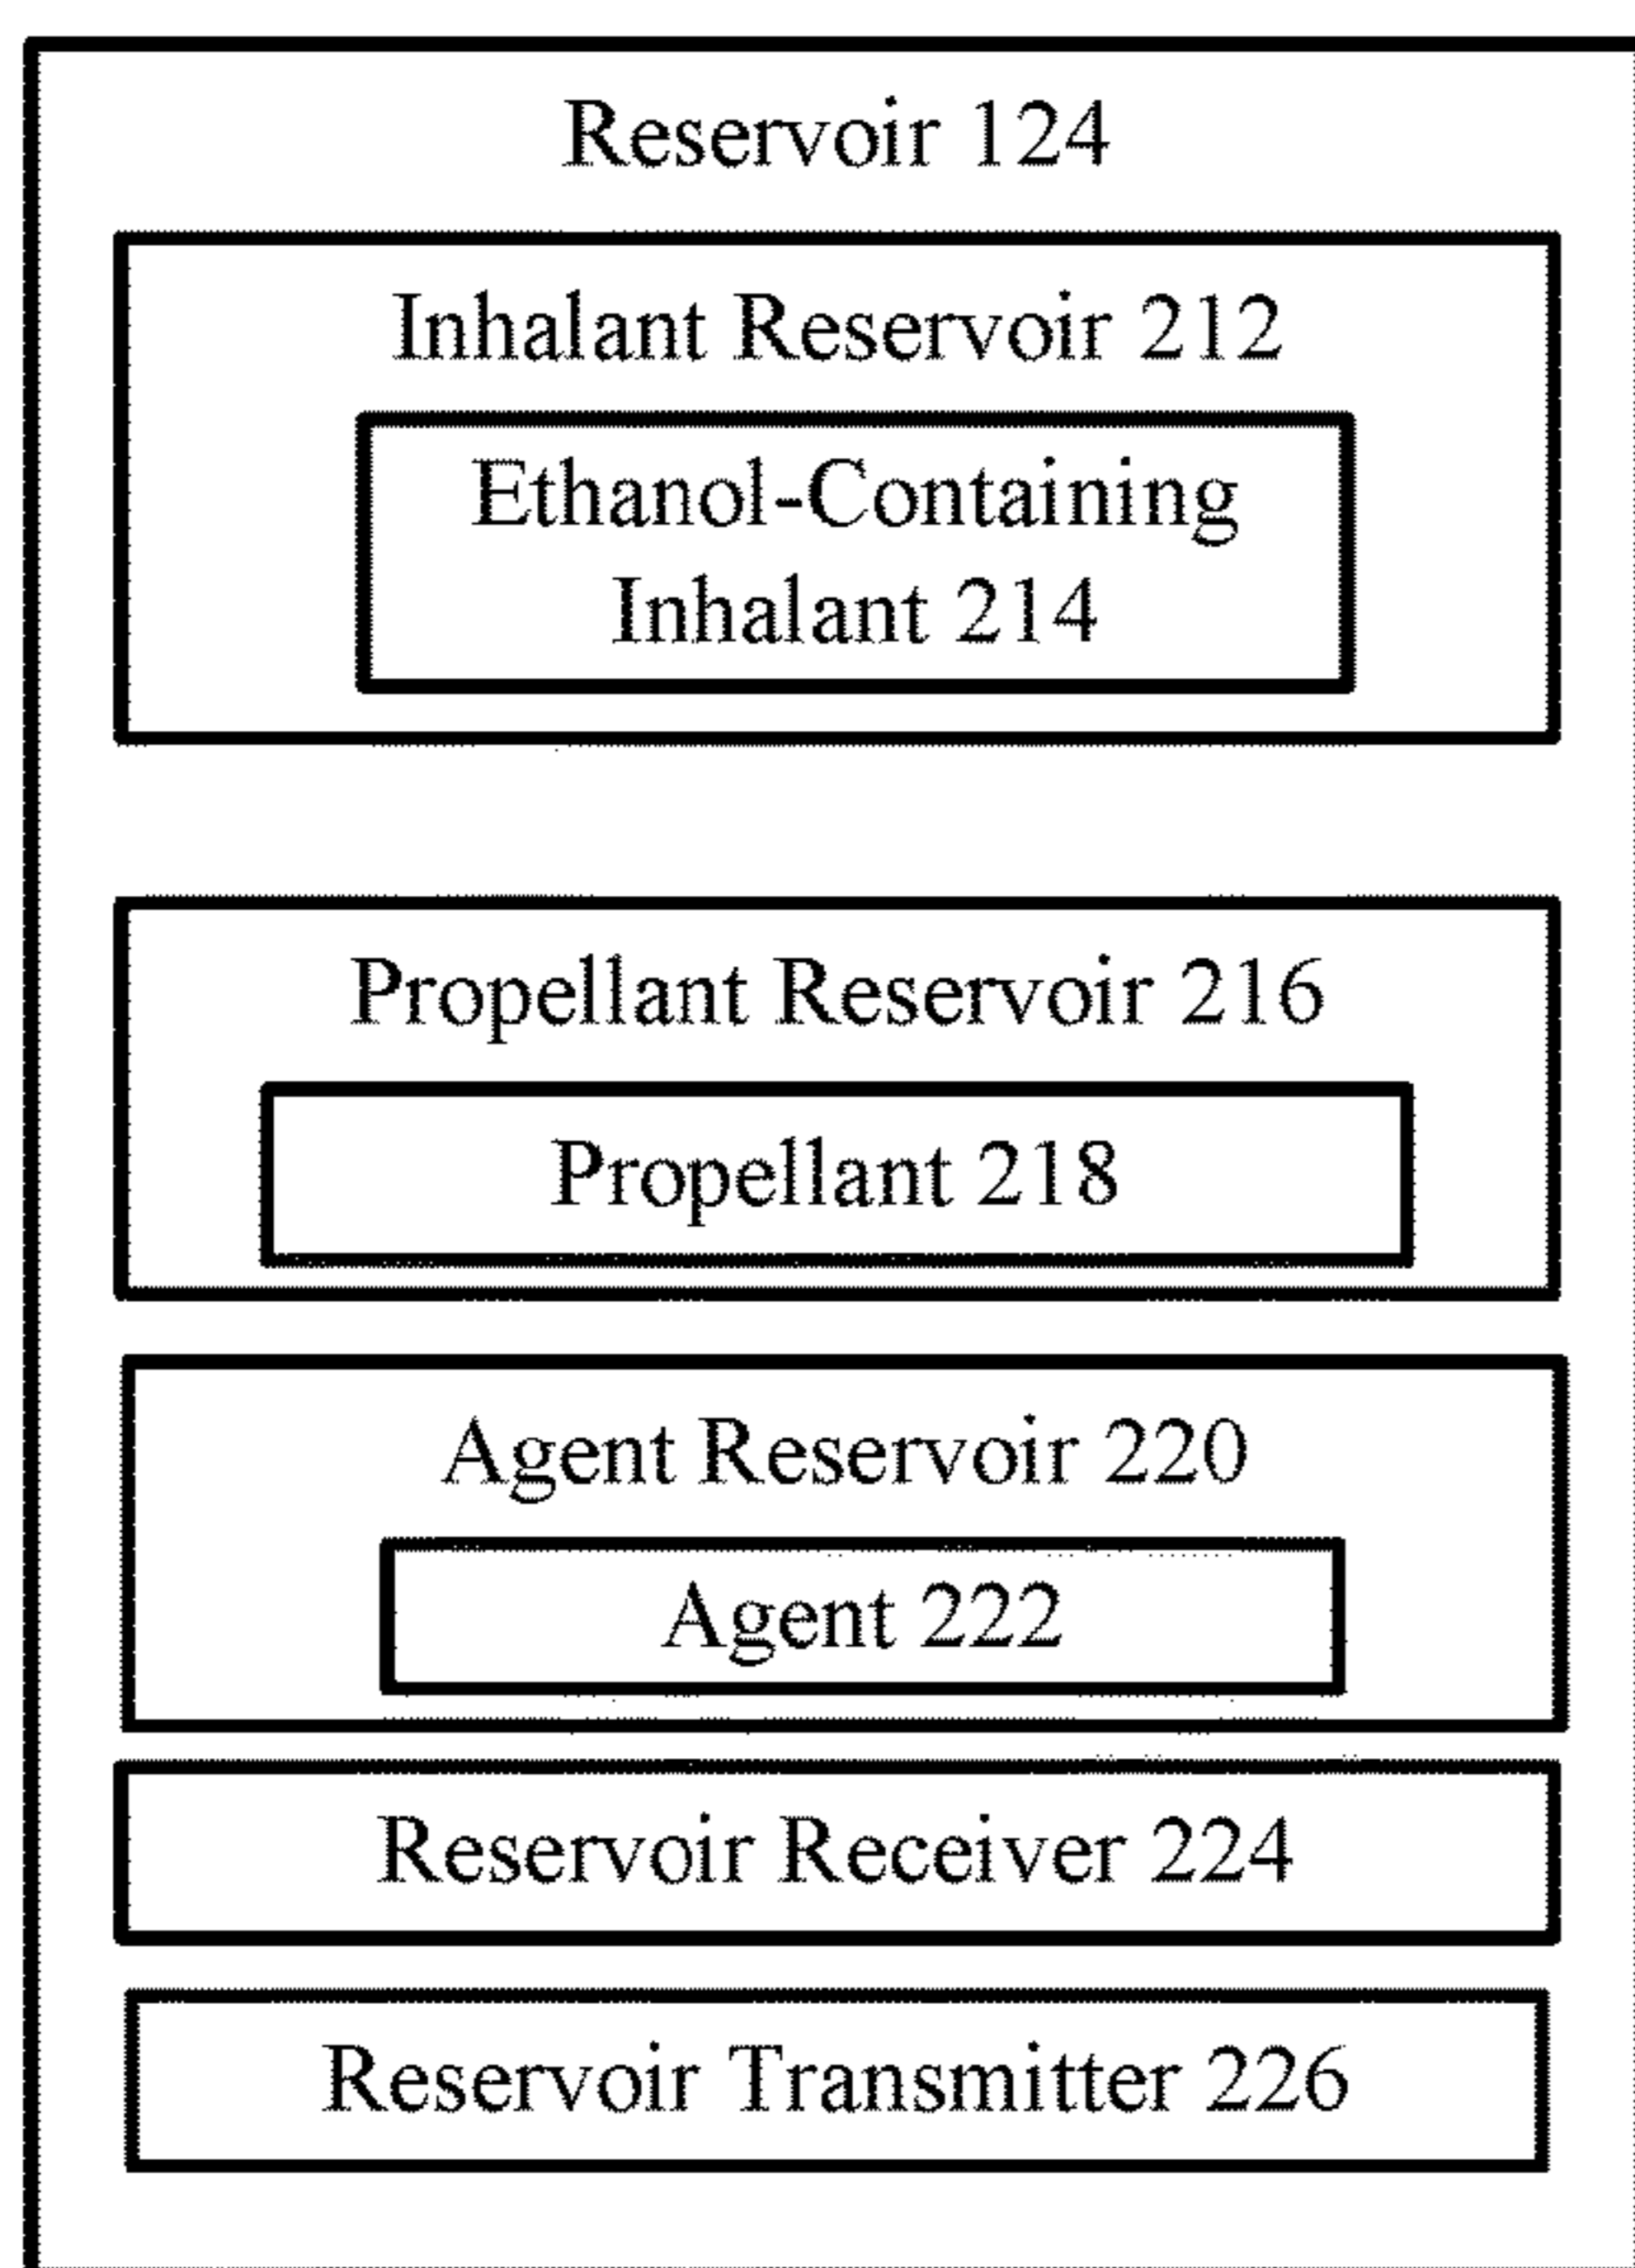 Reservoir 124
Inhalant Reservoir 212
Ethanol-Containing
Inhalant 214
Propellant Reservoir 216
Propellant 218
Agent Reservoir 220
Agent 222
Reservoir Receiver 224
Reservoir Transmitter 226